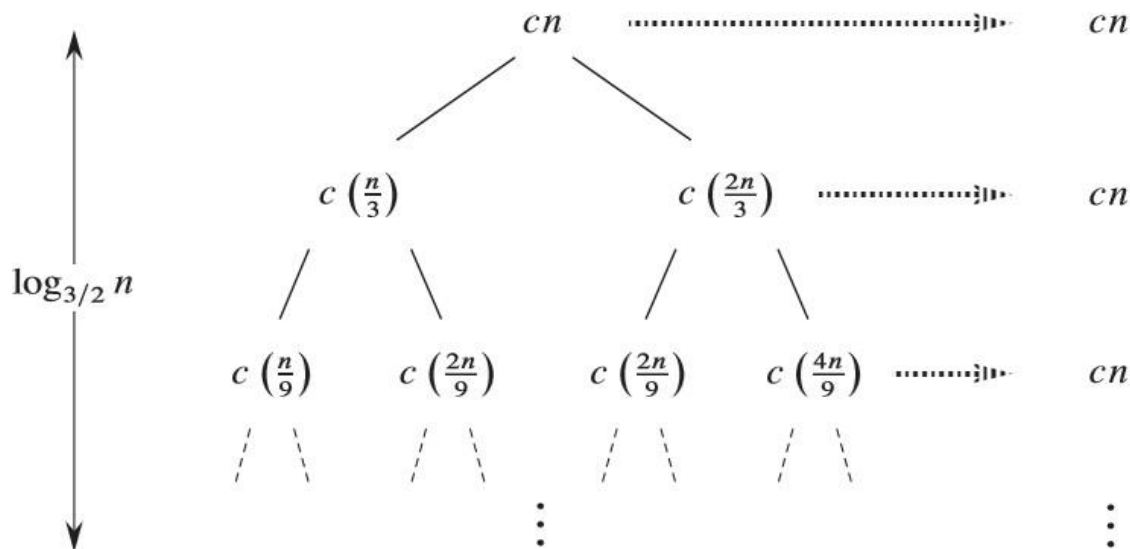 cn cn
c (n/3) c (2n/3) cn
log_{3/2} n
c (n/9) c (2n/9) c (2n/9) c (4n/9) cn